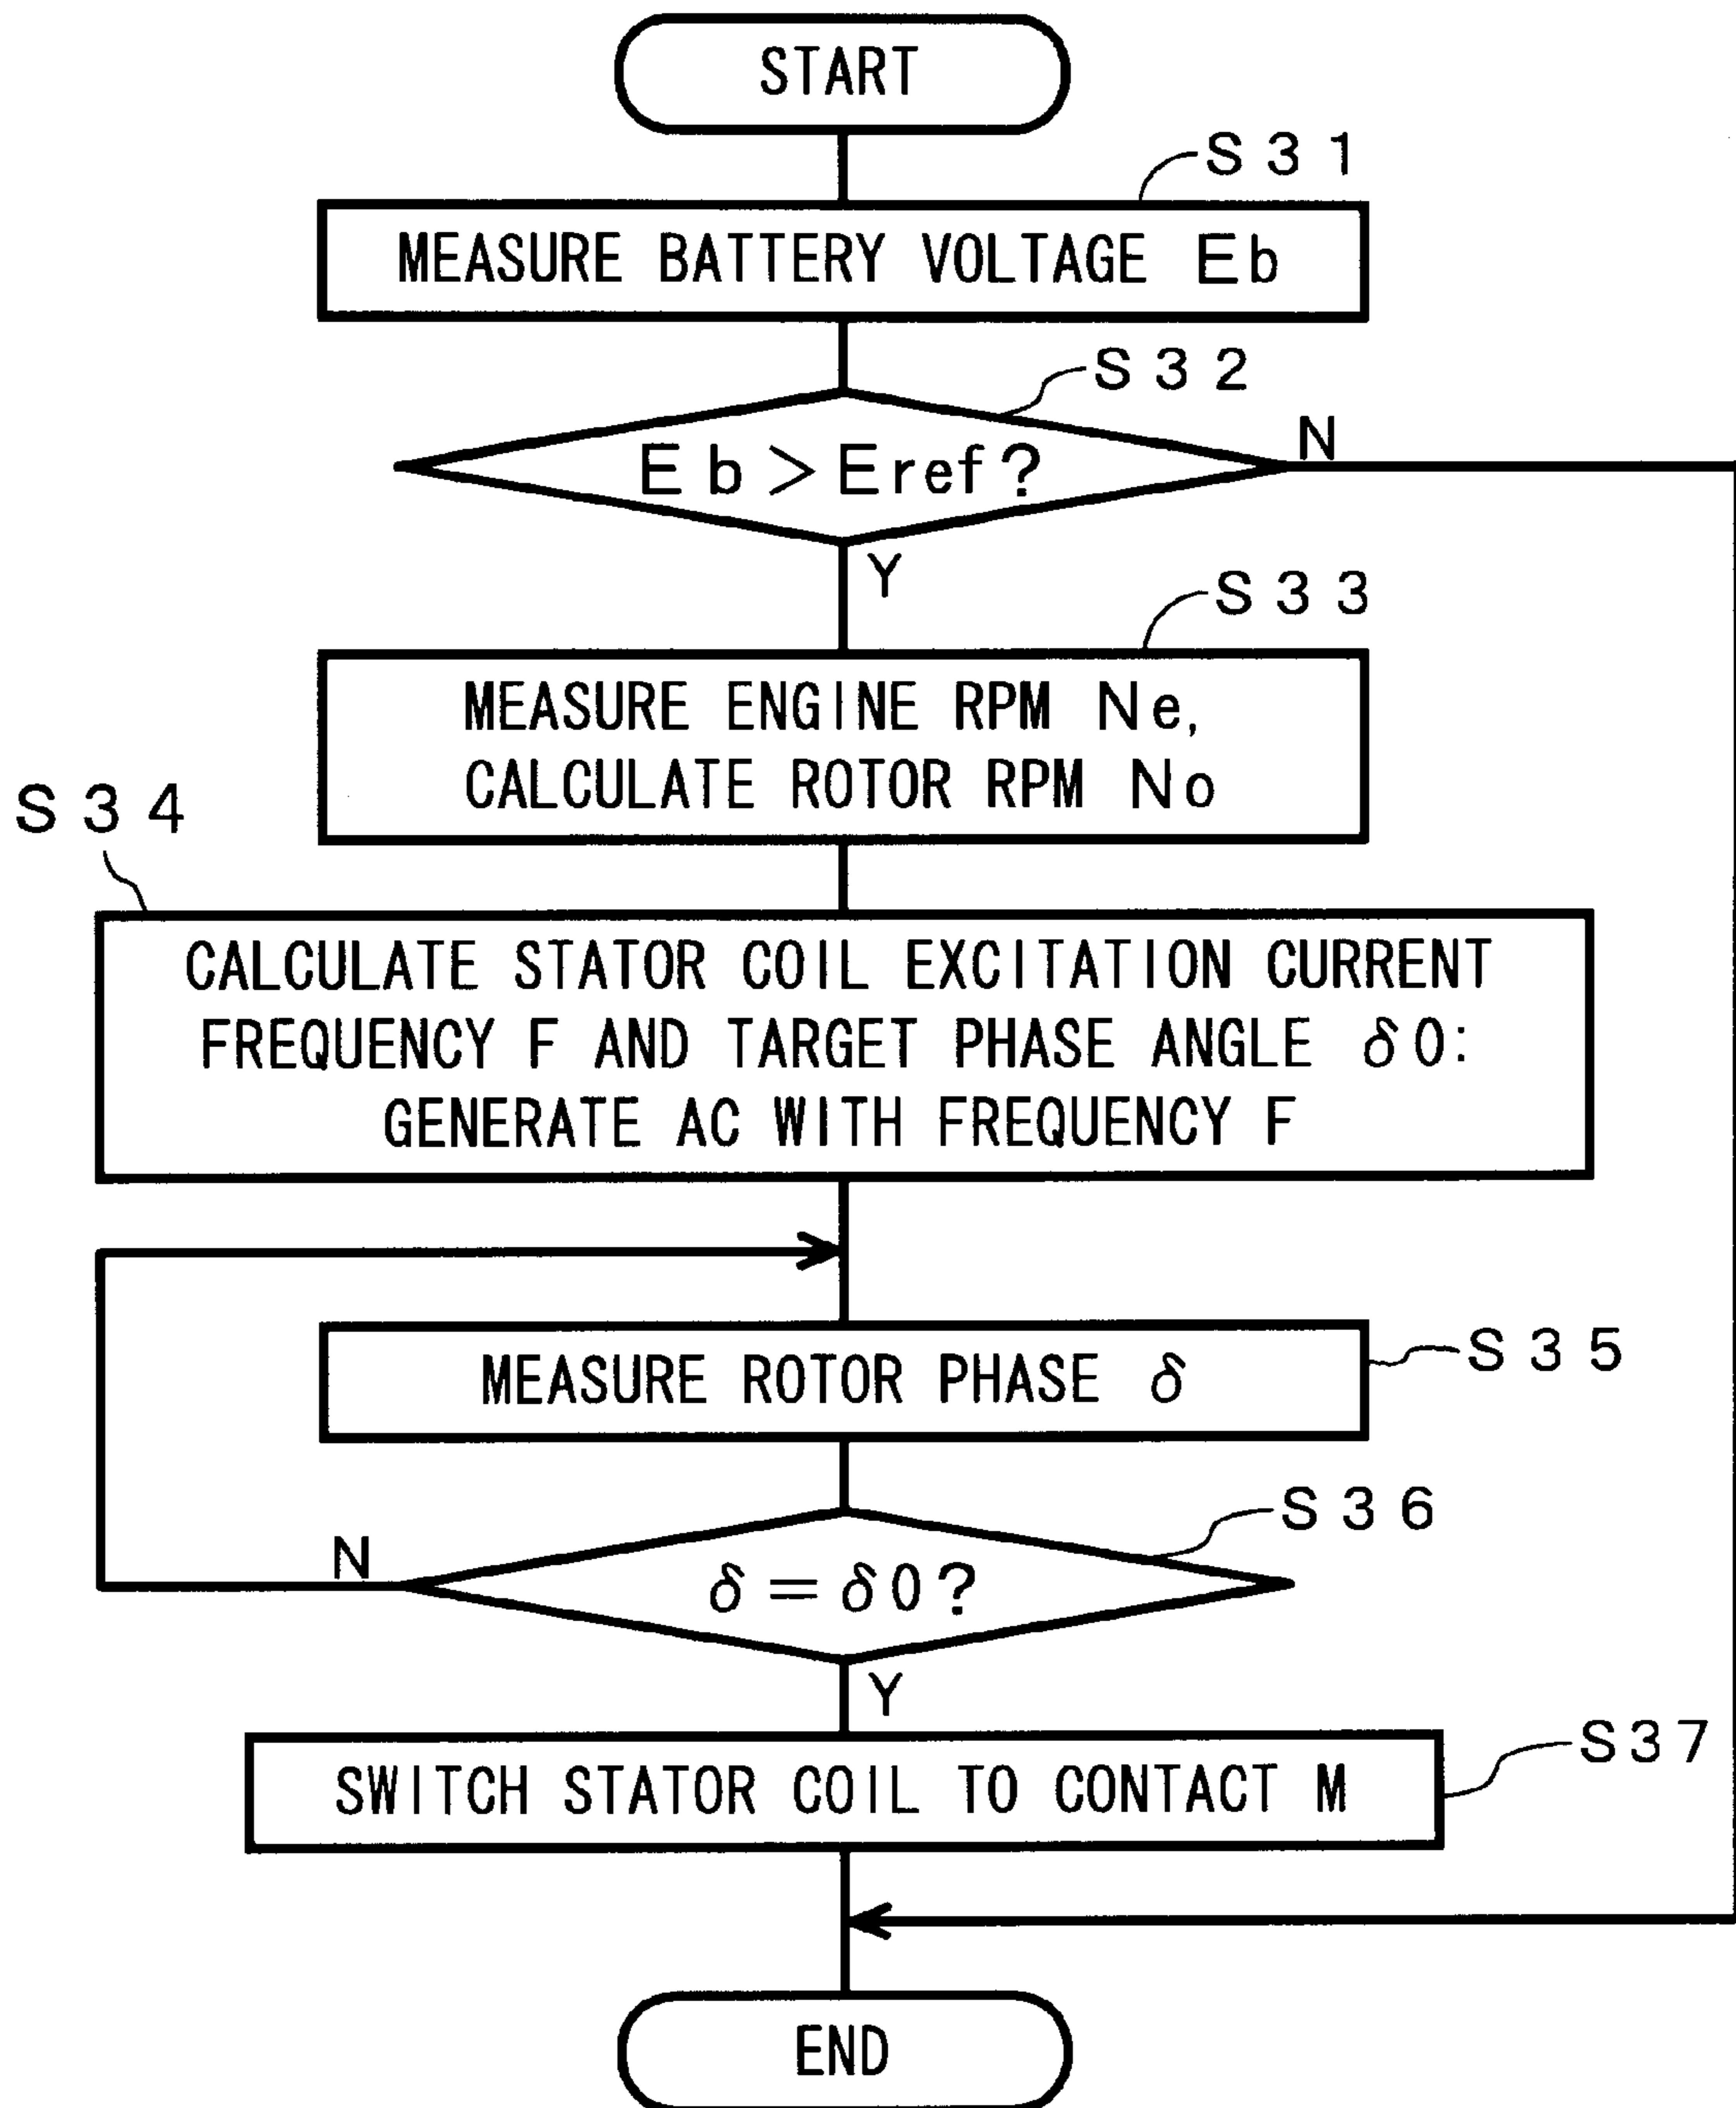 START
S31
MEASURE BATTERY VOLTAGE Eb
S32
Eb>Eref?
N
Y
S33
MEASURE ENGINE RPM Ne,
CALCULATE ROTOR RPM No
S34
CALCULATE STATOR COIL EXCITATION CURRENT
FREQUENCY F AND TARGET PHASE ANGLE δ0:
GENERATE AC WITH FREQUENCY F
MEASURE ROTOR PHASE δ
S35
S36
N
δ=δ0?
Y
SWITCH STATOR COIL TO CONTACT M
S37
END